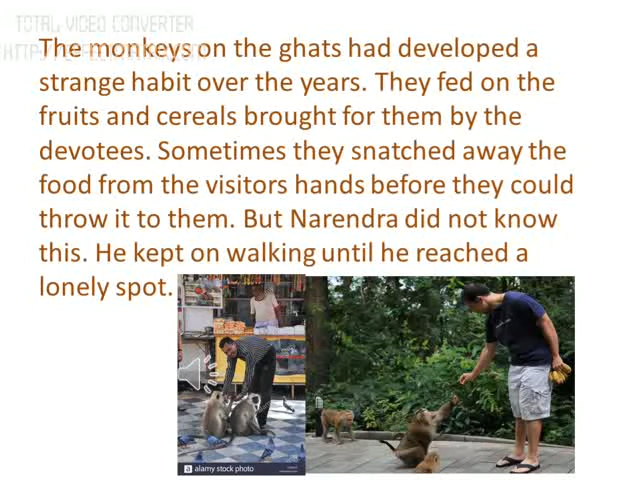 TOTAL VIDEO CONVERTER
The monkeys on the ghats had developed a
strange habit over the years. They fed on the
fruits and cereals brought for them by the
devotees. Sometimes they snatched away the
food from the visitors hands before they could
throw it to them. But Narendra did not know
this. He kept on walking until he reached a
lonely spot.
a alamy stock photo